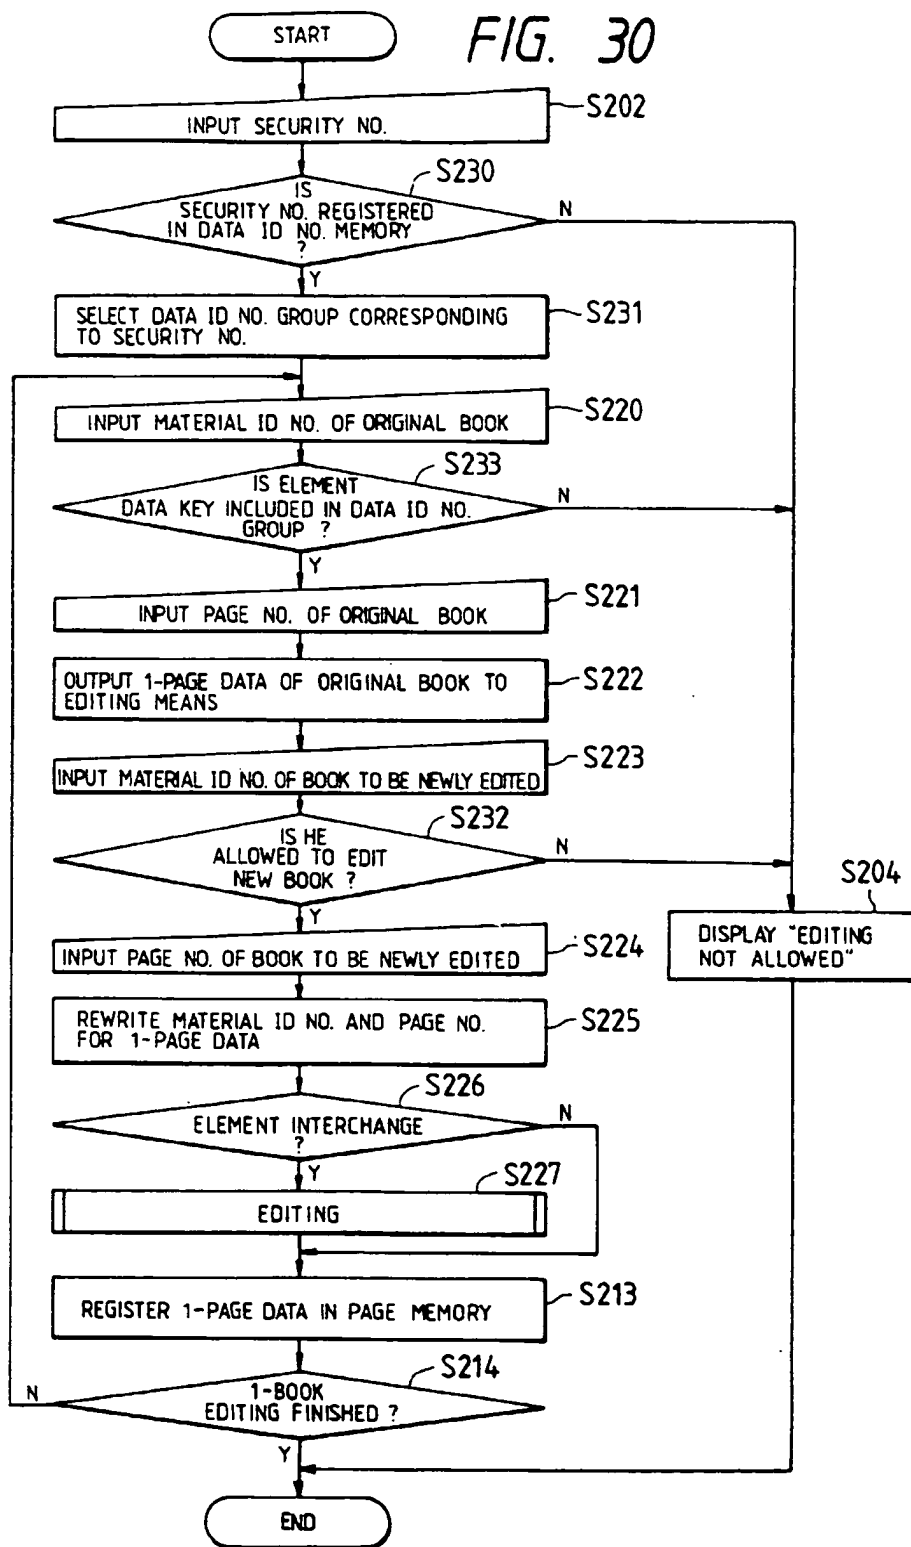 FIG. 30
START
S202
INPUT SECURITY NO.
S230
IS
SECURITY NO. REGISTERED
IN DATA ID NO. MEMORY
?
N
Y
S231
SELECT DATA ID NO. GROUP CORRESPONDING
TO SECURITY NO.
S220
INPUT MATERIAL ID NO. OF ORIGINAL BOOK
S233
IS ELEMENT
DATA KEY INCLUDED IN DATA ID NO.
GROUP ?
N
Y
S221
INPUT PAGE NO. OF ORIGINAL BOOK
S222
OUTPUT 1-PAGE DATA OF ORIGINAL BOOK TO
EDITING MEANS
S223
INPUT MATERIAL ID NO. OF BOOK TO BE NEWLY EDITED
S232
IS HE
ALLOWED TO EDIT
NEW BOOK ?
N
Y
S204
DISPLAY "EDITING
NOT ALLOWED"
S224
INPUT PAGE NO. OF BOOK TO BE NEWLY EDITED
S225
REWRITE MATERIAL ID NO. AND PAGE NO.
FOR 1-PAGE DATA
S226
ELEMENT INTERCHANGE
?
N
Y
S227
EDITING
S213
REGISTER 1-PAGE DATA IN PAGE MEMORY
S214
1-BOOK
EDITING FINISHED ?
N
Y
END